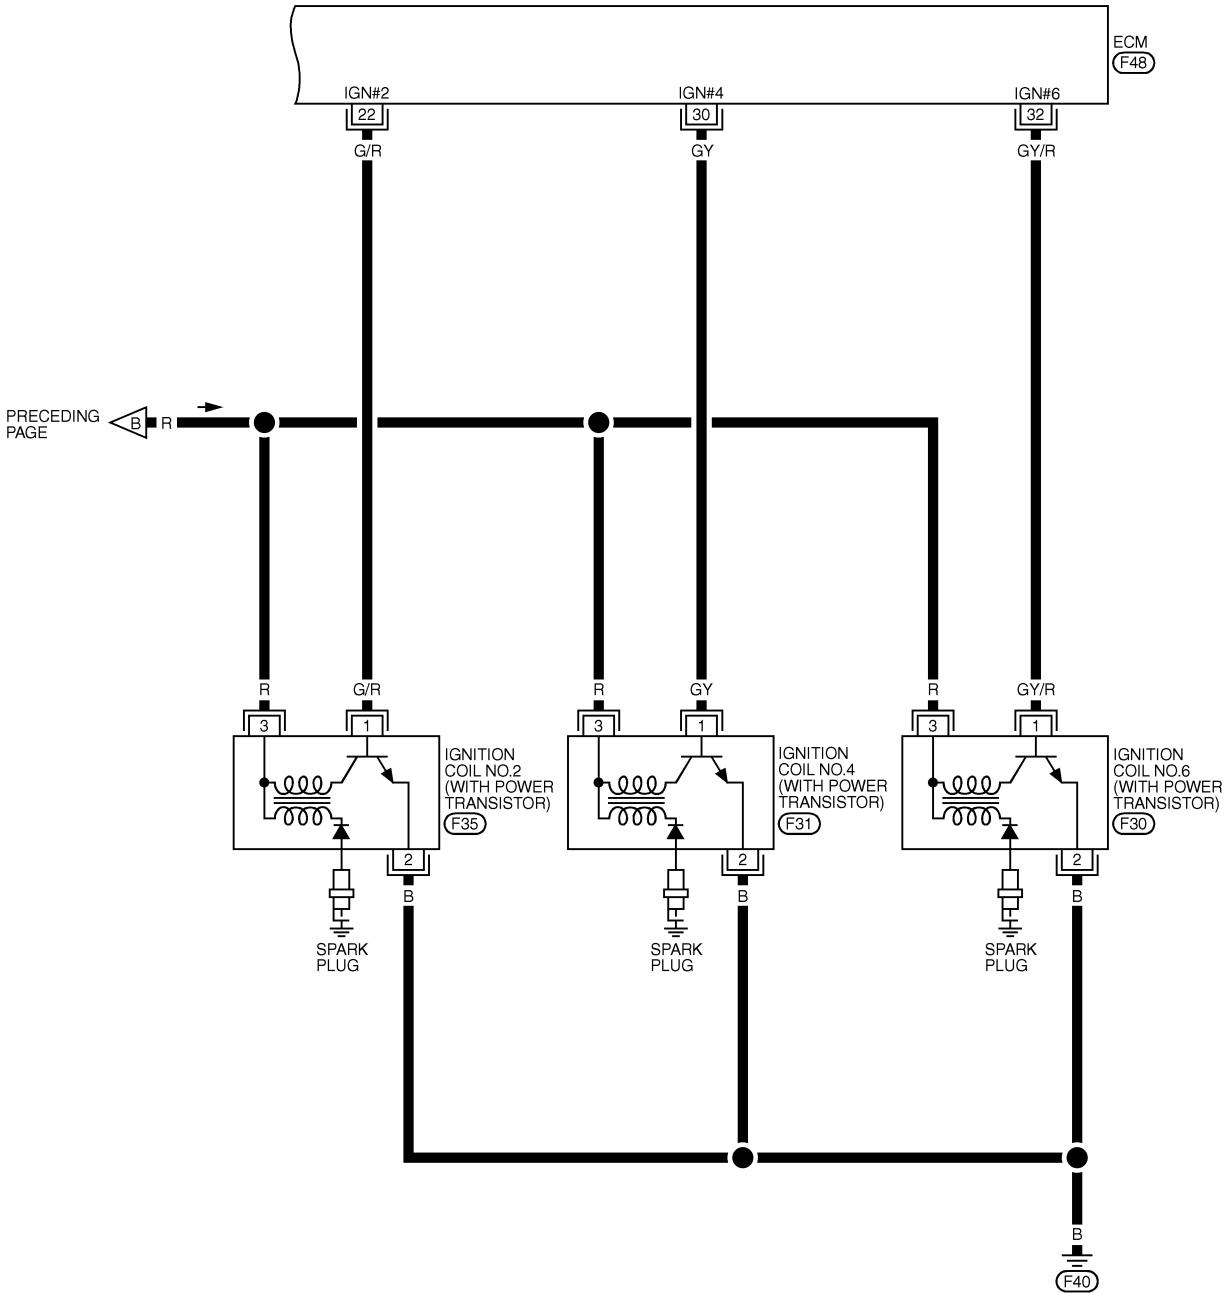 ECM
F48
IGN#2
IGN#4
IGN#6
22
30
32
G/R
GY
GY/R
PRECEDING
PAGE
B
R
R
G/R
R
GY
R
GY/R
3
1
3
1
3
1
IGNITION
COIL NO.2
(WITH POWER
TRANSISTOR)
F35
IGNITION
COIL NO.4
(WITH POWER
TRANSISTOR)
F31
IGNITION
COIL NO.6
(WITH POWER
TRANSISTOR)
F30
2
2
2
B
B
B
SPARK
PLUG
SPARK
PLUG
SPARK
PLUG
B
F40